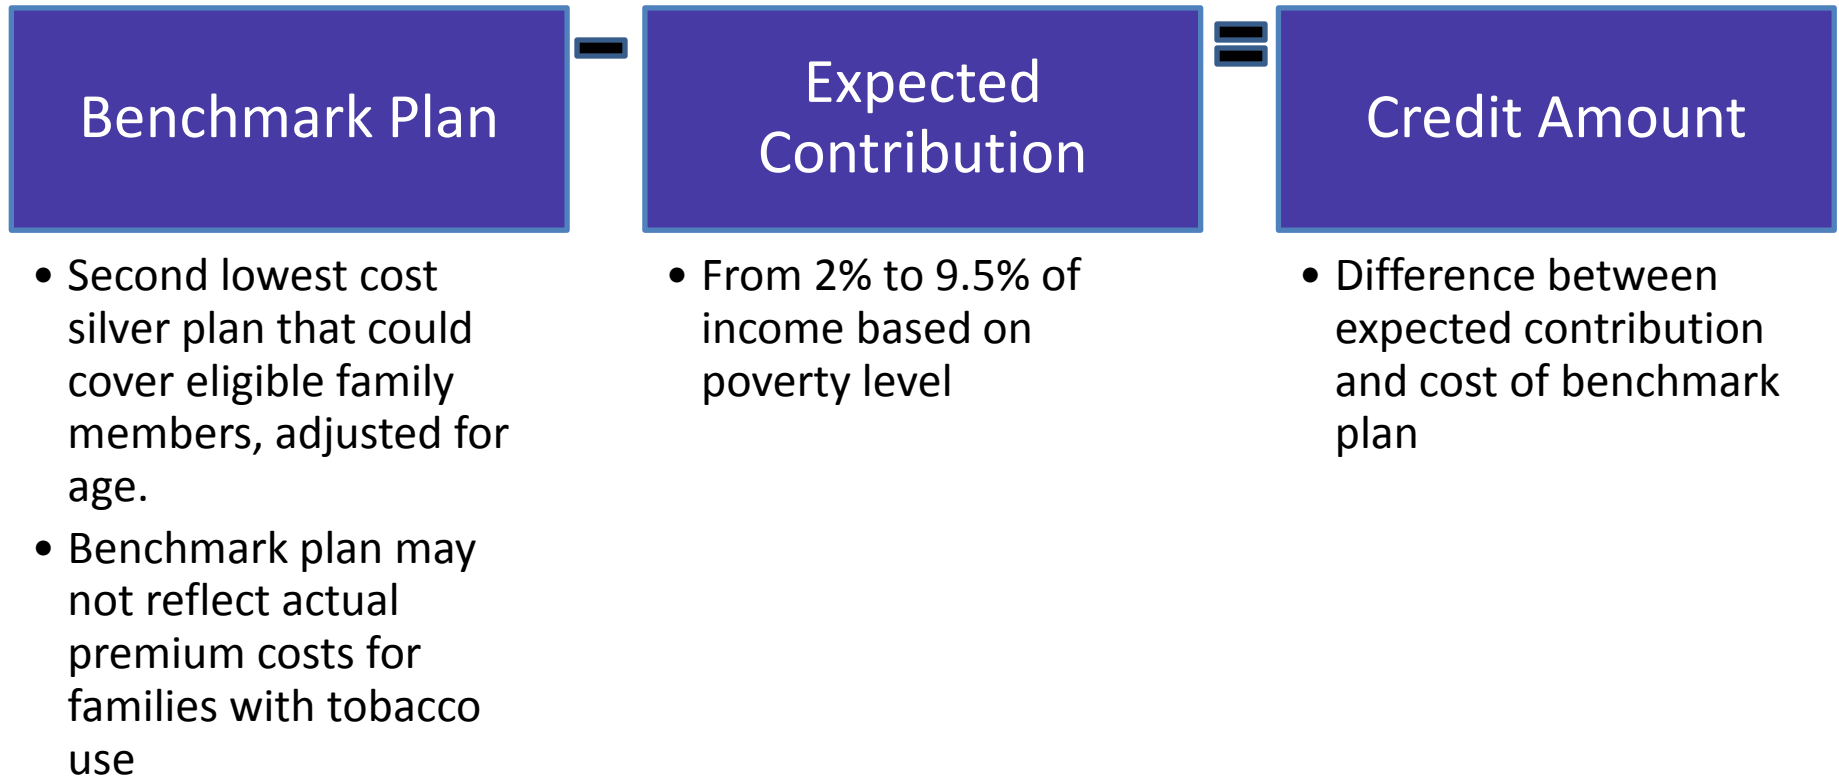 Benchmark Plan
Expected
Contribution
Credit Amount
• Second lowest cost
silver plan that could
cover eligible family
members, adjusted for
age.
• Benchmark plan may
not reflect actual
premium costs for
families with tobacco
use
• From 2% to 9.5% of
income based on
poverty level
• Difference between
expected contribution
and cost of benchmark
plan